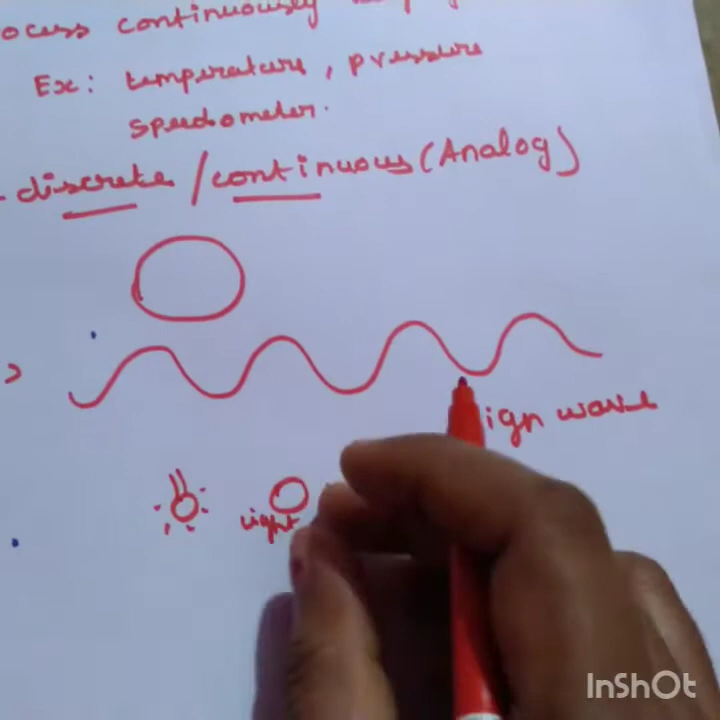 ocess continuously
Ex: temperature, pressure
speedometer.
- discrete / continuous (Analog)
ign wave
light
InShOt